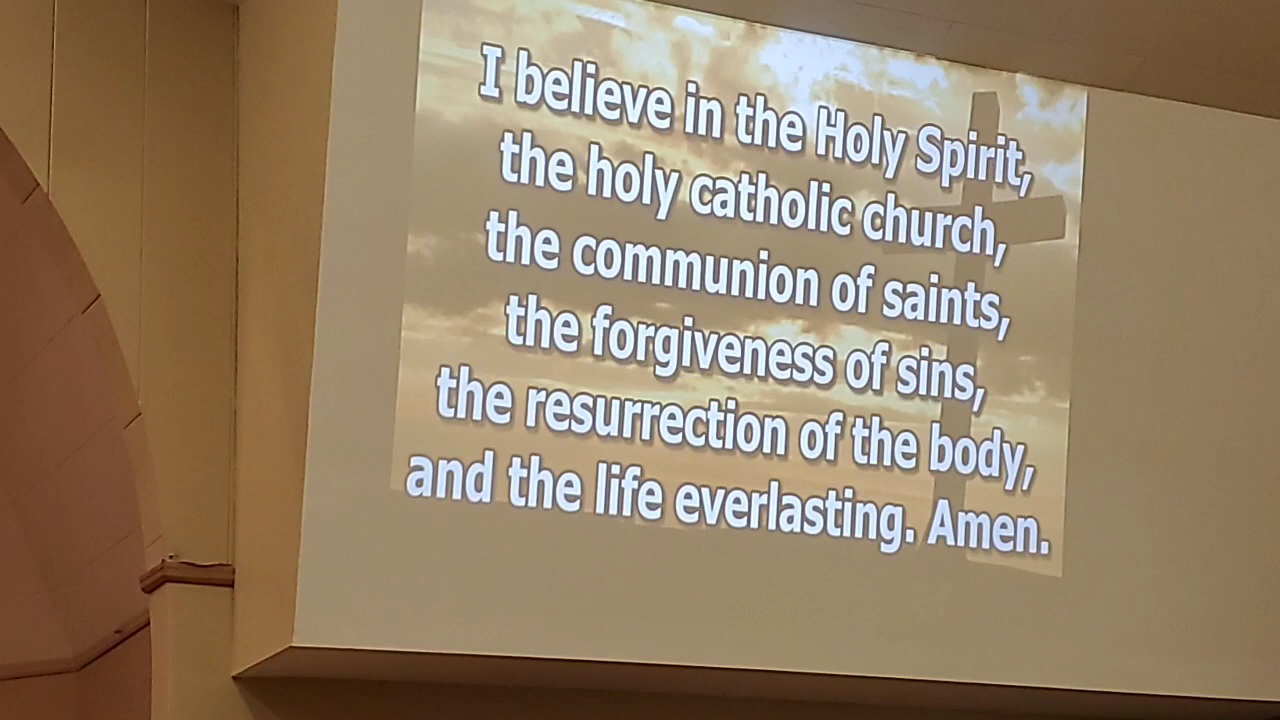 I believe in the Holy Spirit,
the holy catholic church,
the communion of saints,
the forgiveness of sins,
the resurrection of the body,
and the life everlasting. Amen.